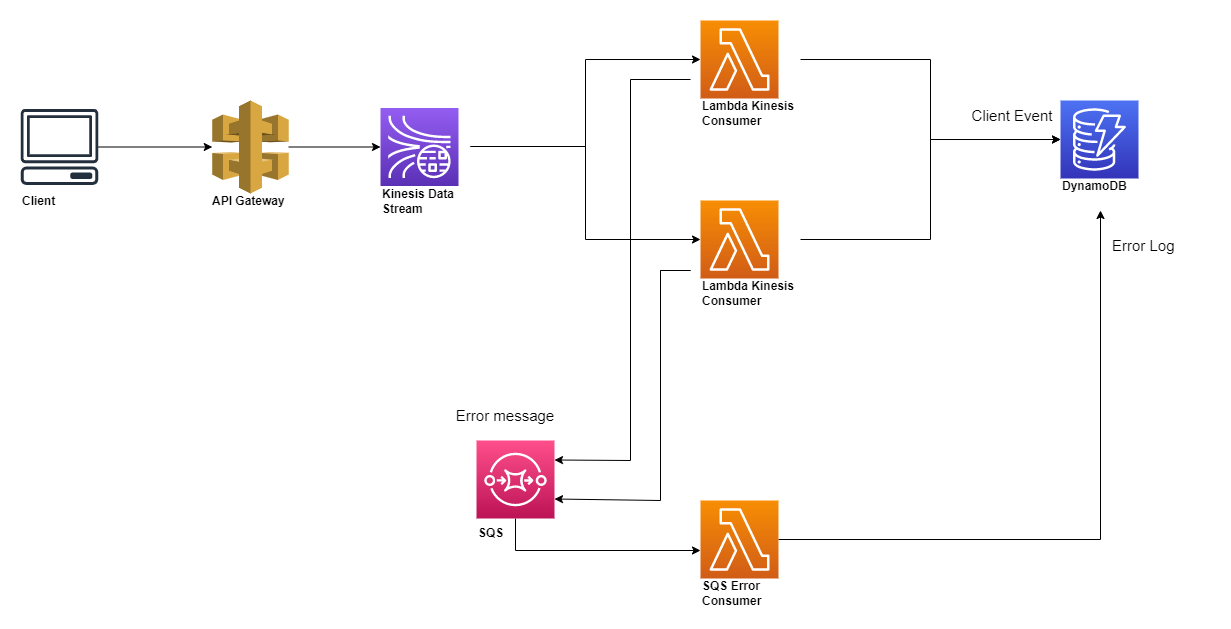 Lambda Kinesis
Consumer
Client Event
Client
API Gateway
Kinesis Data
Stream
DynamoDB
Error Log
Lambda Kinesis
Consumer
Error message
SQS
SQS Error
Consumer